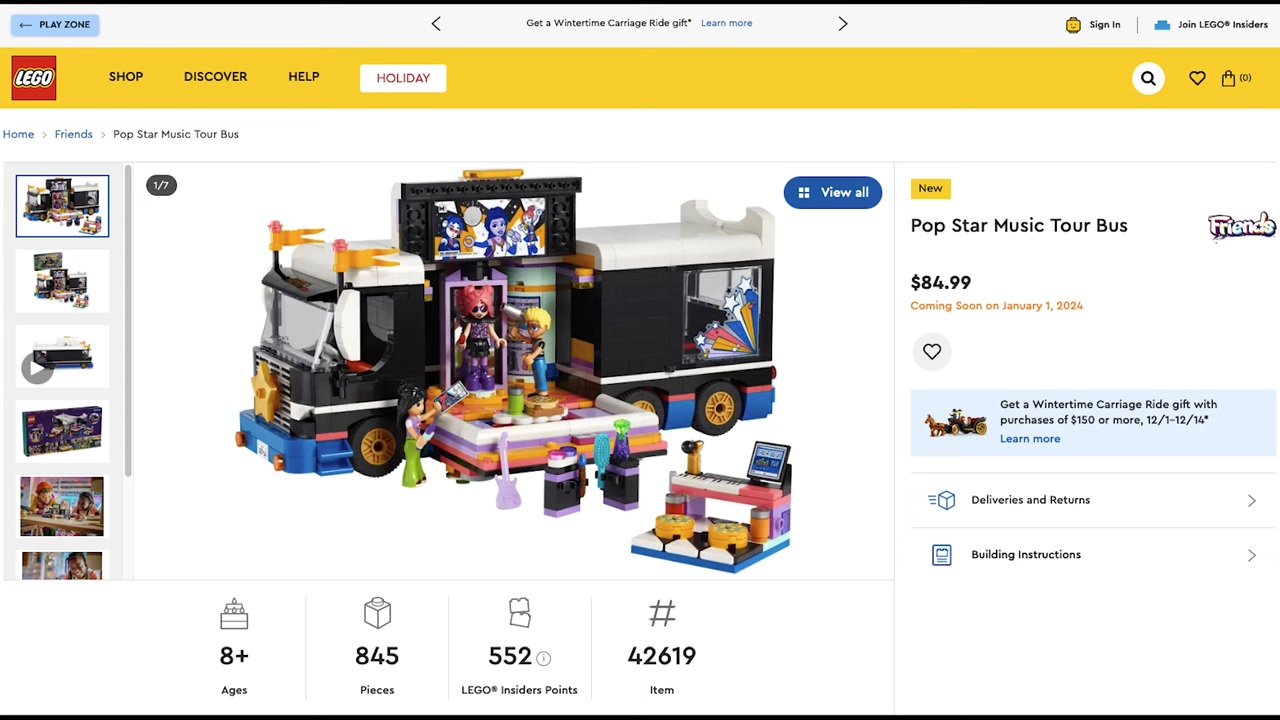 PLAY ZONE
Get a Wintertime Carriage Ride gift* Learn more
Sign In
Join LEGO® Insiders
LEGO
SHOP
DISCOVER
HELP
HOLIDAY
(0)
Home > Friends > Pop Star Music Tour Bus
1/7
View all
New
Pop Star Music Tour Bus
Friends
$84.99
Coming Soon on January 1, 2024
Get a Wintertime Carriage Ride gift with
purchases of $150 or more, 12/1-12/14*
Learn more
Deliveries and Returns
Building Instructions
8+
Ages
845
Pieces
552
LEGO® Insiders Points
#
42619
Item